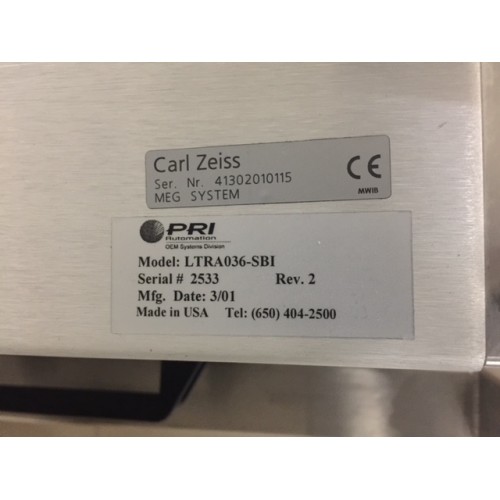 Carl Zeiss
Ser. Nr. 41302010115
MEG SYSTEM
CE
MWIB
PRI
Automation
OEM Systems Division
Model: LTRA036-SBI
Serial # 2533 Rev. 2
Mfg. Date: 3/01
Made in USA Tel: (650) 404-2500